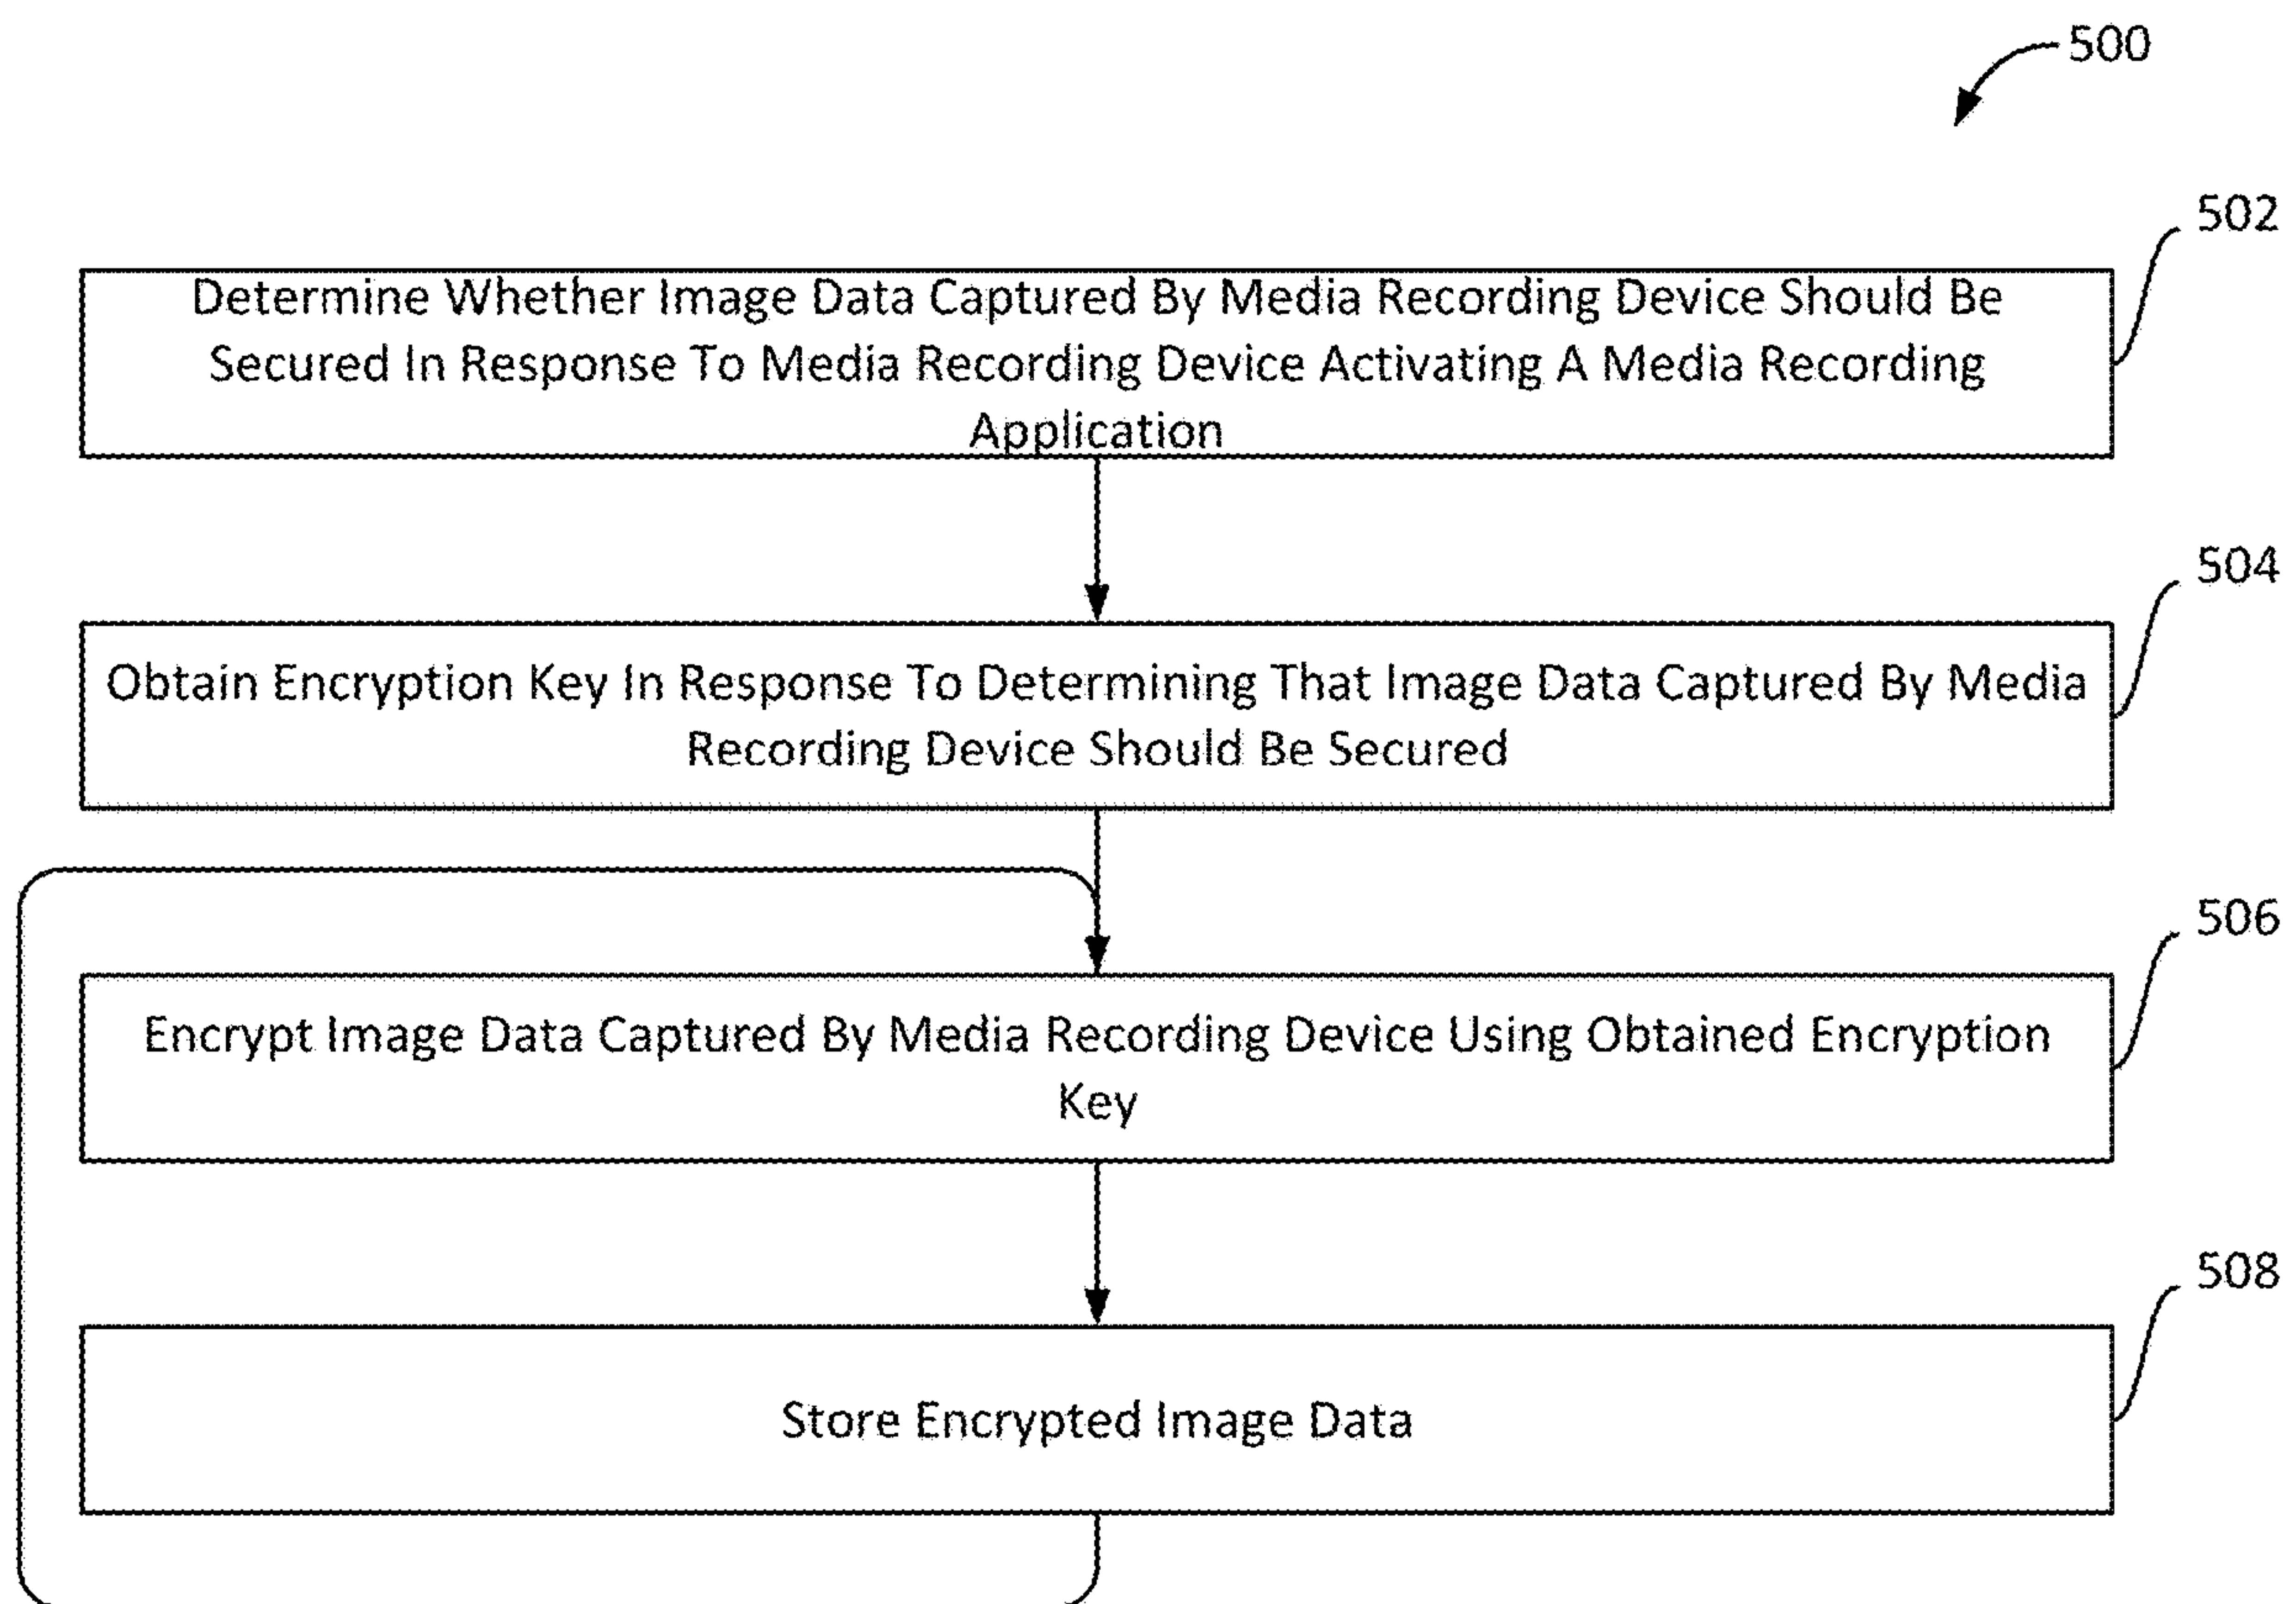 500
502
Determine Whether Image Data Captured By Media Recording Device Should Be
Secured In Response To Media Recording Device Activating A Media Recording
Application
504
Obtain Encryption Key In Response To Determining That Image Data Captured By Media
Recording Device Should Be Secured
506
Encrypt Image Data Captured By Media Recording Device Using Obtained Encryption
Key
508
Store Encrypted Image Data